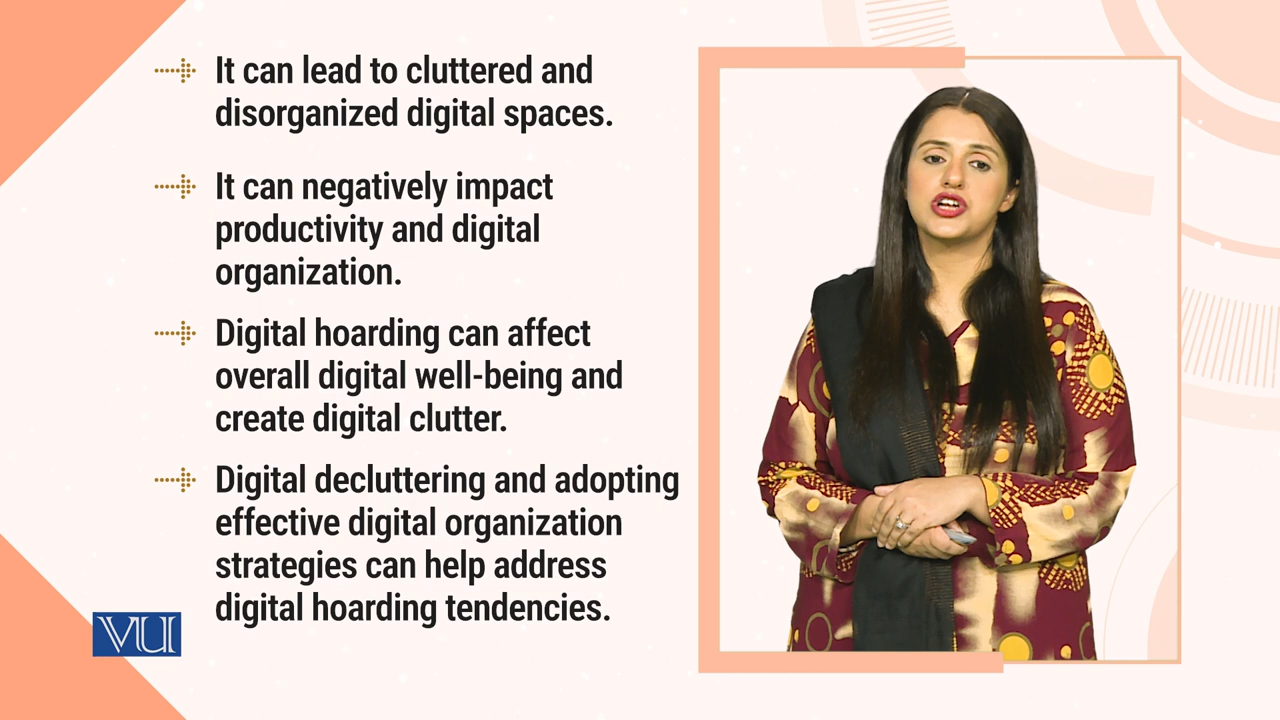 It can lead to cluttered and
disorganized digital spaces.
It can negatively impact
productivity and digital
organization.
Digital hoarding can affect
overall digital well-being and
create digital clutter.
Digital decluttering and adopting
effective digital organization
strategies can help address
digital hoarding tendencies.
VU